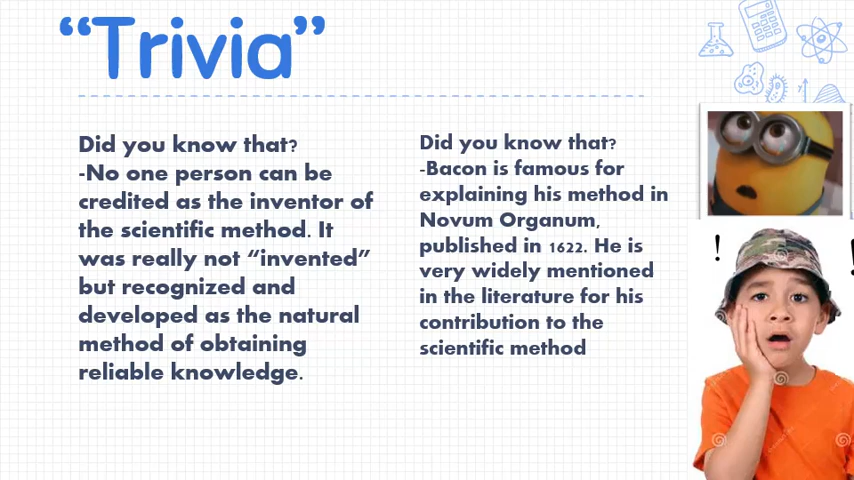 “Trivia”
Did you know that?
-No one person can be
credited as the inventor of
the scientific method. It
was really not “invented”
but recognized and
developed as the natural
method of obtaining
reliable knowledge.
Did you know that?
-Bacon is famous for
explaining his method in
Novum Organum,
published in 1622. He is
very widely mentioned
in the literature for his
contribution to the
scientific method
!